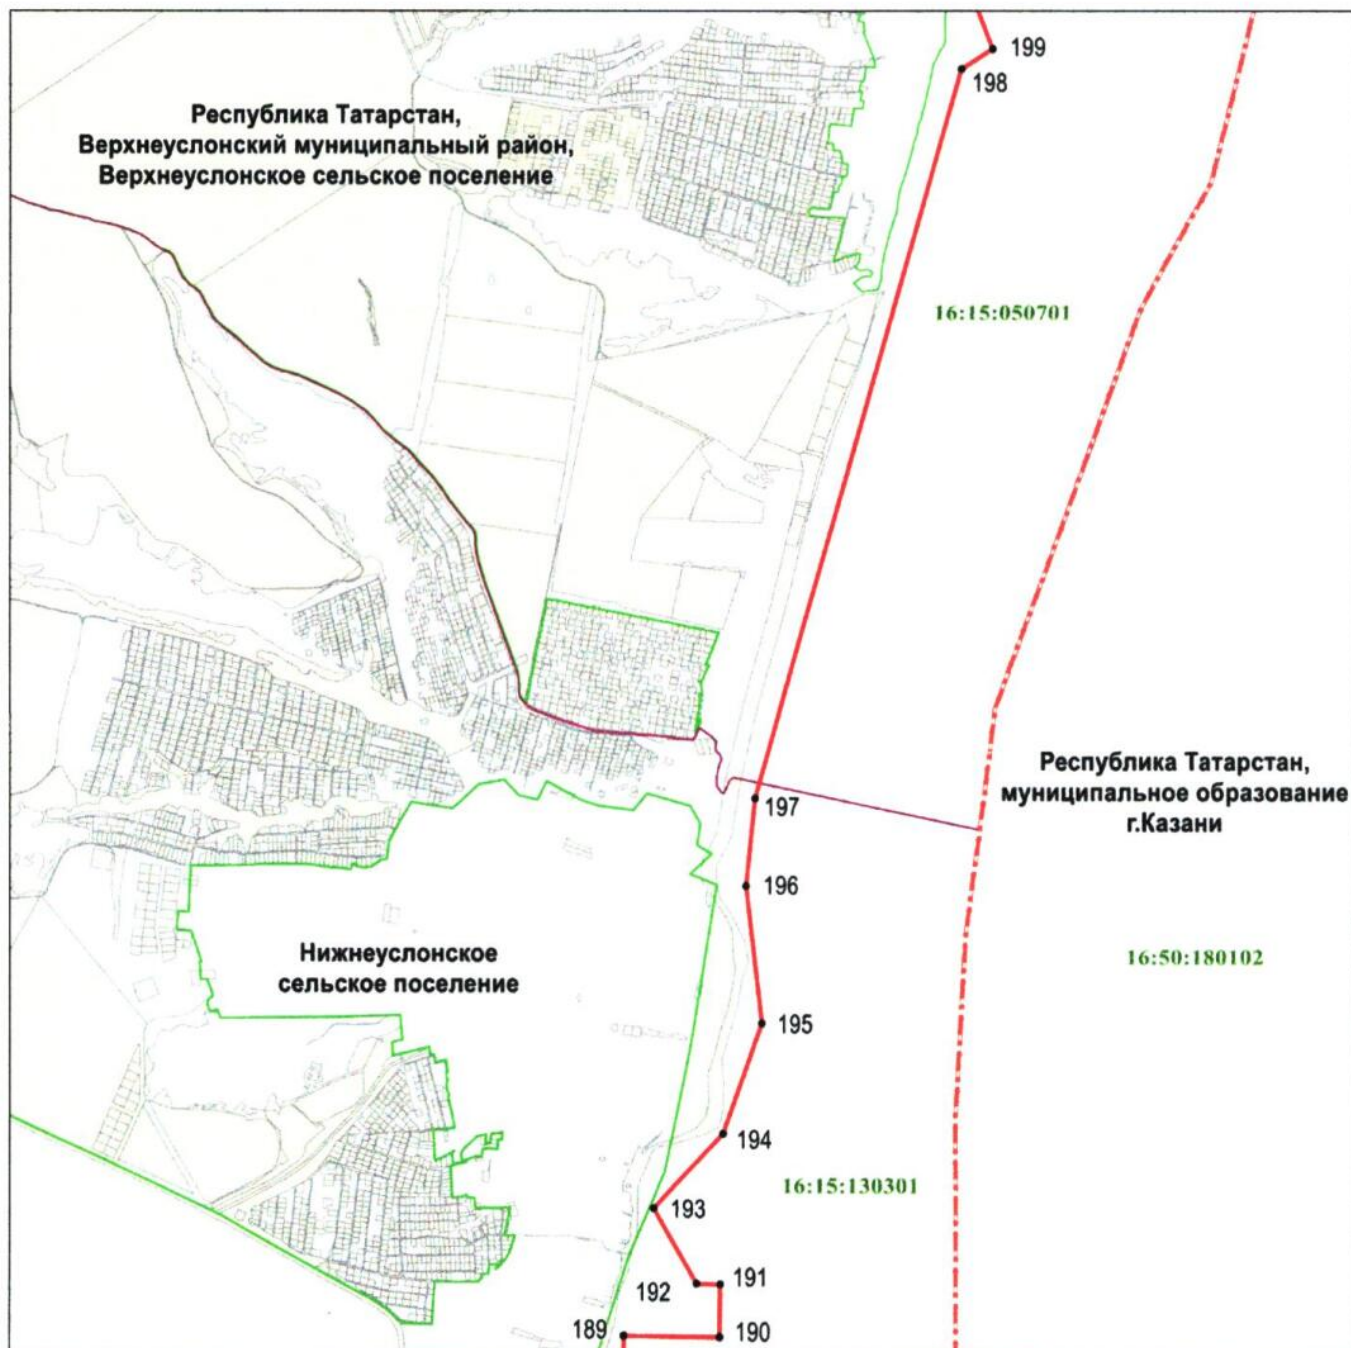 199
198
Республика Татарстан,
Верхнеуслонский муниципальный район,
Верхнеуслонское сельское поселение
16:15:050701
Республика Татарстан,
муниципальное образование
г.Казани
197
196
Нижнеуслонское
сельское поселение
16:50:180102
195
194
16:15:130301
193
192
191
189
190